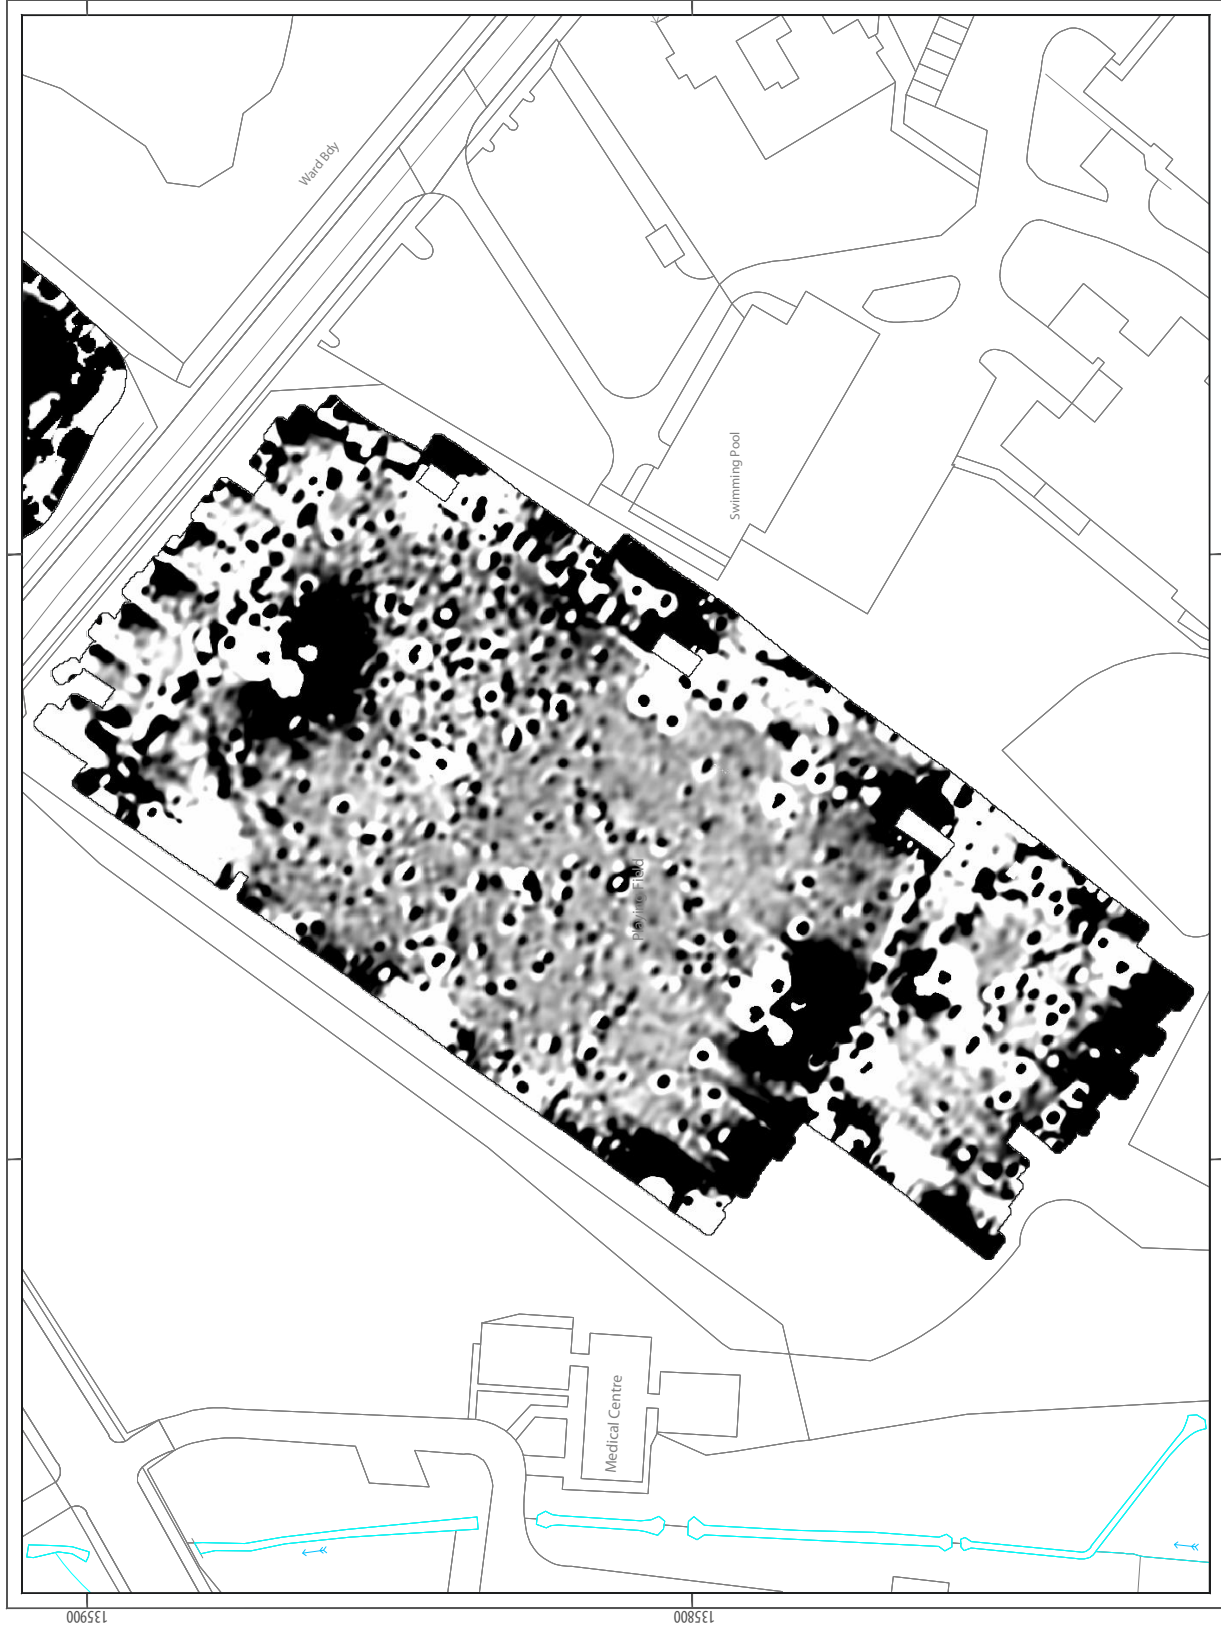 Ward Bdy
Swimming Pool
Playing Field
Medical Centre
135900
135800